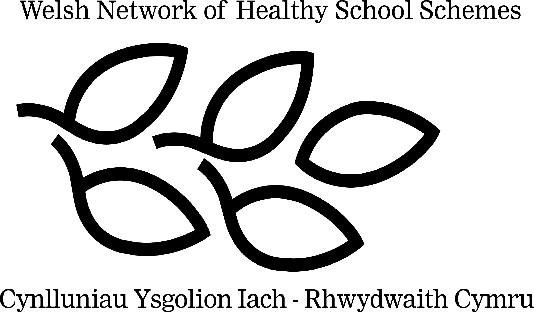 Welsh Network of Healthy School Schemes
Cynlluniau Ysgolion Iach - Rhwydwaith Cymru